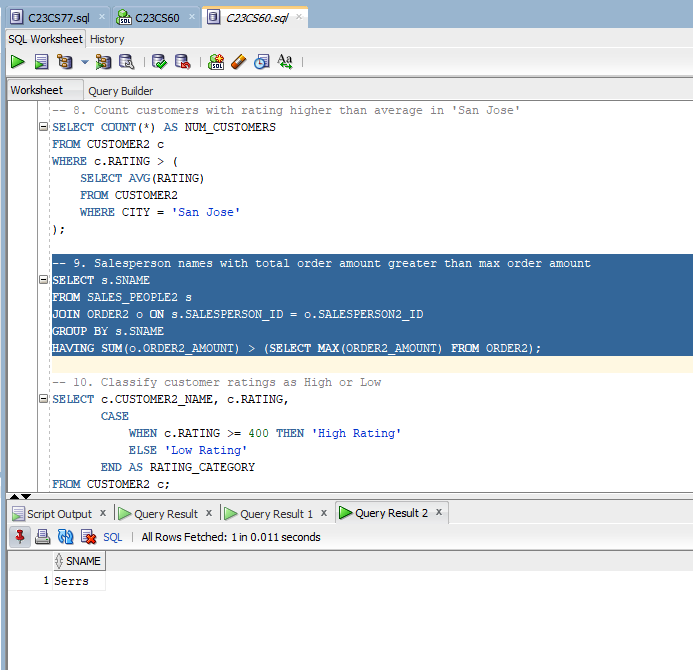 C23CS77.sql
C23CS60
C23CS60.sql
SQL Worksheet History
Worksheet Query Builder
-- 8. Count customers with rating higher than average in 'San Jose'
SELECT COUNT(*) AS NUM_CUSTOMERS
FROM CUSTOMER2 c
WHERE c.RATING > (
    SELECT AVG(RATING)
    FROM CUSTOMER2
    WHERE CITY = 'San Jose'
);
-- 9. Salesperson names with total order amount greater than max order amount
SELECT s.SNAME
FROM SALES_PEOPLE2 s
JOIN ORDER2 o ON s.SALESPERSON_ID = o.SALESPERSON2_ID
GROUP BY s.SNAME
HAVING SUM(o.ORDER2_AMOUNT) > (SELECT MAX(ORDER2_AMOUNT) FROM ORDER2);
-- 10. Classify customer ratings as High or Low
SELECT c.CUSTOMER2_NAME, c.RATING,
       CASE
           WHEN c.RATING >= 400 THEN 'High Rating'
           ELSE 'Low Rating'
       END AS RATING_CATEGORY
FROM CUSTOMER2 c;
Script Output x Query Result x Query Result 1 x Query Result 2 x
SQL | All Rows Fetched: 1 in 0.011 seconds
SNAME
1 Serrs